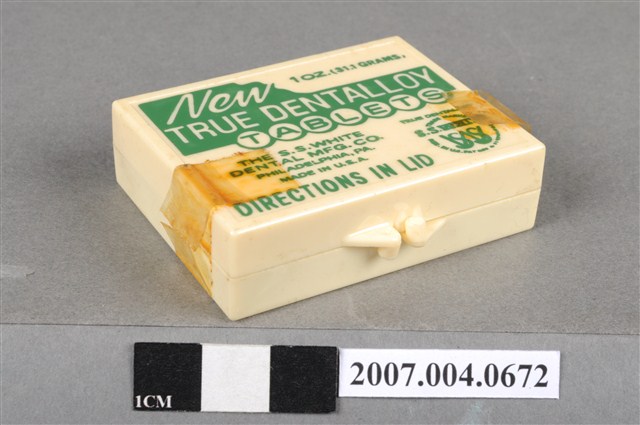 New 1 OZ. (31.1 GRAMS)
TRUE DENTALLOY
TABLETS
THE S.S. WHITE
DENTAL MFG. CO.
PHILADELPHIA, PA.
MADE IN U.S.A
DIRECTIONS IN LID
TRUE
S.S.
1CM
2007.004.0672